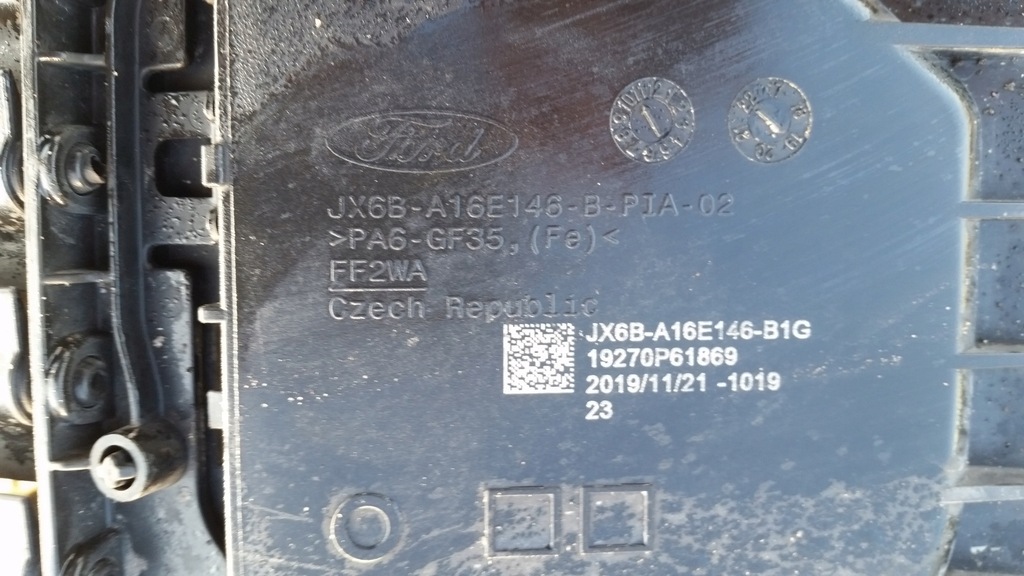 Ford
JX6B-A16E146-B-PIA-02
>PA6-GF35,(Fe)<
FF2WA
Czech Republic
JX6B-A16E146-B1G
19270P61869
2019/11/21 -1019
23